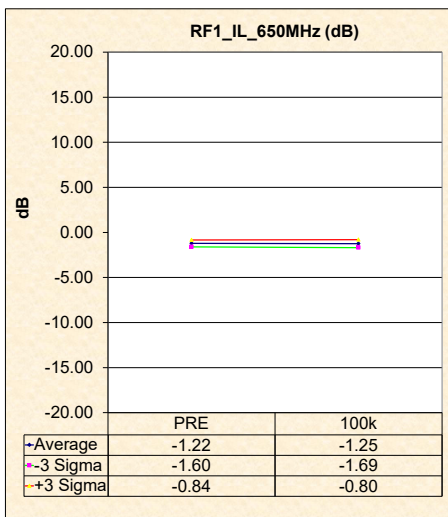 RF1_IL_650MHz (dB)
20.00
15.00
10.00
5.00
0.00
-5.00
-10.00
-15.00
-20.00
dB
PRE 100k
Average -1.22 -1.25
-3 Sigma -1.60 -1.69
+3 Sigma -0.84 -0.80